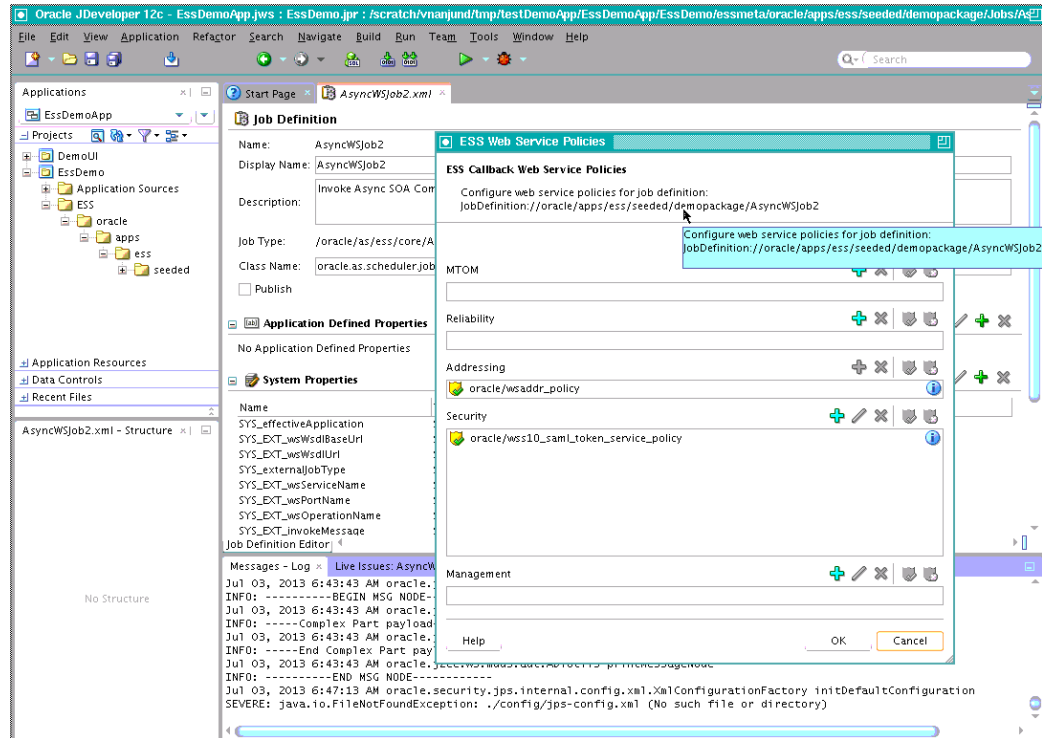 Oracle JDeveloper 12c - EssDemoApp.jws : EssDemo.jpr : /scratch/vnanjund/tmp/testDemoApp/EssDemoApp/EssDemo/essmeta/oracle/apps/ess/seeded/demopackage/Jobs/As
File Edit View Application Refactor Search Navigate Build Run Team Tools Window Help
Search
Applications
EssDemoApp
Projects
DemoUI
EssDemo
Application Sources
ESS
oracle
apps
ess
seeded
Application Resources
Data Controls
Recent Files
AsyncWSJob2.xml - Structure
No Structure
Start Page
AsyncWSJob2.xml
Job Definition
Name: AsyncWSJob2
Display Name: AsyncWSJob2
Description: Invoke Async SOA Com
Job Type: /oracle/as/ess/core/A
Class Name: oracle.as.scheduler.job
Publish
Application Defined Properties
No Application Defined Properties
System Properties
Name
SYS_effectiveApplication
SYS_EXT_wsWsdlBaseUrl
SYS_EXT_wsWsdlUrl
SYS_externalJobType
SYS_EXT_wsServiceName
SYS_EXT_wsPortName
SYS_EXT_wsOperationName
SYS_EXT_invokeMessage
Job Definition Editor
ESS Web Service Policies
ESS Callback Web Service Policies
Configure web service policies for job definition:
JobDefinition://oracle/apps/ess/seeded/demopackage/AsyncWSJob2
Configure web service policies for job definition:
JobDefinition://oracle/apps/ess/seeded/demopackage/AsyncWSJob2
MTOM
Reliability
Addressing
oracle/wsaddr_policy
Security
oracle/wss10_saml_token_service_policy
Management
Help OK Cancel
Messages - Log Live Issues: AsyncW
Jul 03, 2013 6:43:43 AM oracle.
INFO: ----------BEGIN MSG NODE-
Jul 03, 2013 6:43:43 AM oracle.
INFO: -----Complex Part payload
Jul 03, 2013 6:43:43 AM oracle.
INFO: -----End Complex Part pay
Jul 03, 2013 6:43:43 AM oracle.
INFO: ----------END MSG NODE------------
Jul 03, 2013 6:47:13 AM oracle.security.jps.internal.config.xml.XmlConfigurationFactory initDefaultConfiguration
SEVERE: java.io.FileNotFoundException: ./config/jps-config.xml (No such file or directory)